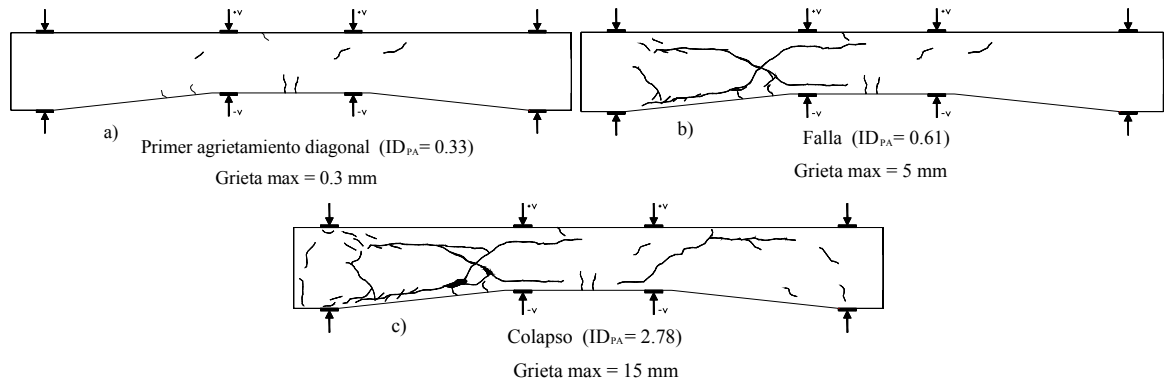 +V +V
-V -V
a)
Primer agrietamiento diagonal (ID_PA= 0.33)
Grieta max = 0.3 mm
+V +V
-V -V
b)
Falla (ID_PA= 0.61)
Grieta max = 5 mm
+V +V
-V -V
c)
Colapso (ID_PA= 2.78)
Grieta max = 15 mm